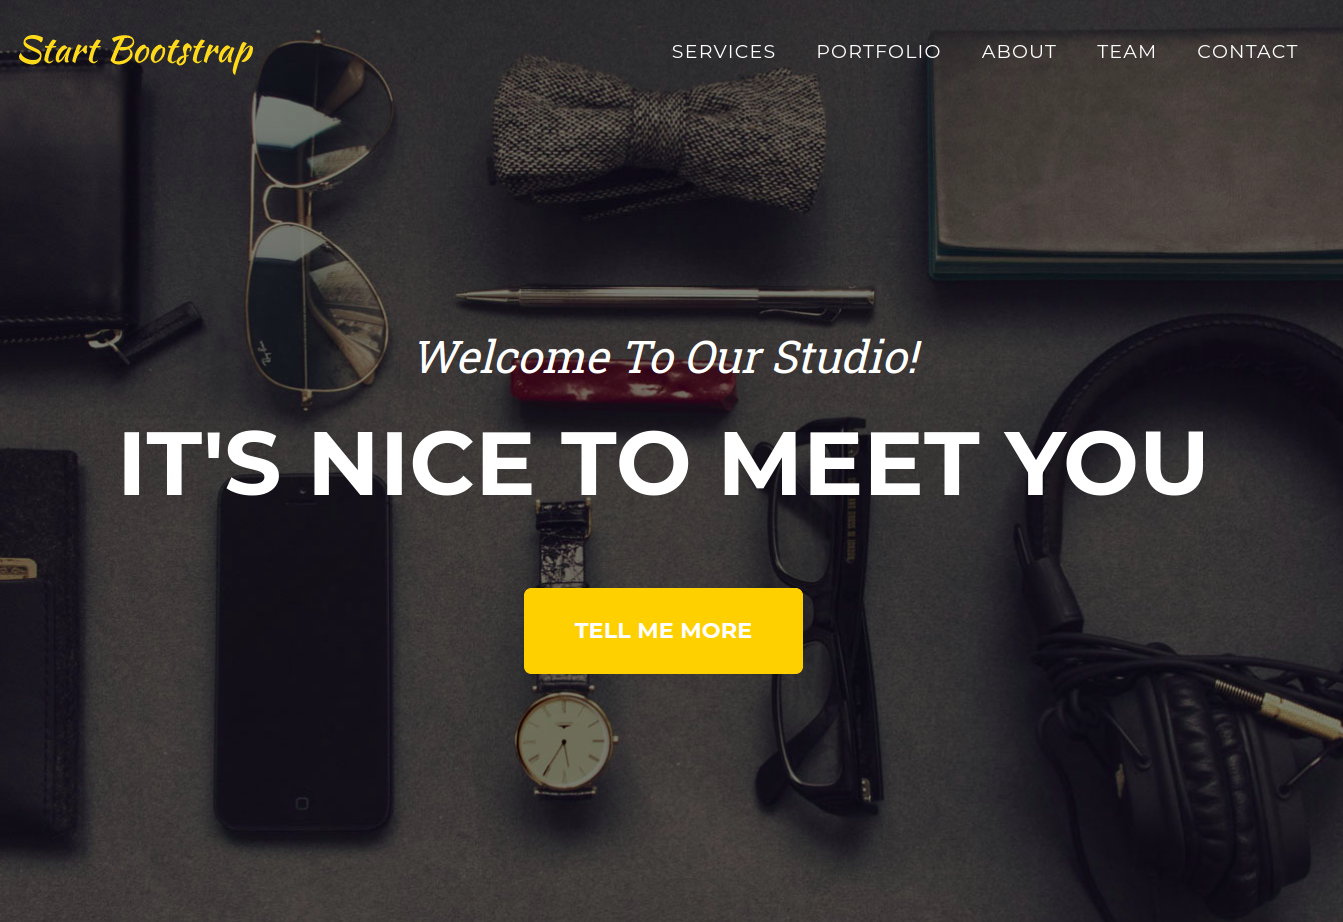 Start Bootstrap
SERVICES PORTFOLIO ABOUT TEAM CONTACT
Welcome To Our Studio!
IT'S NICE TO MEET YOU
TELL ME MORE